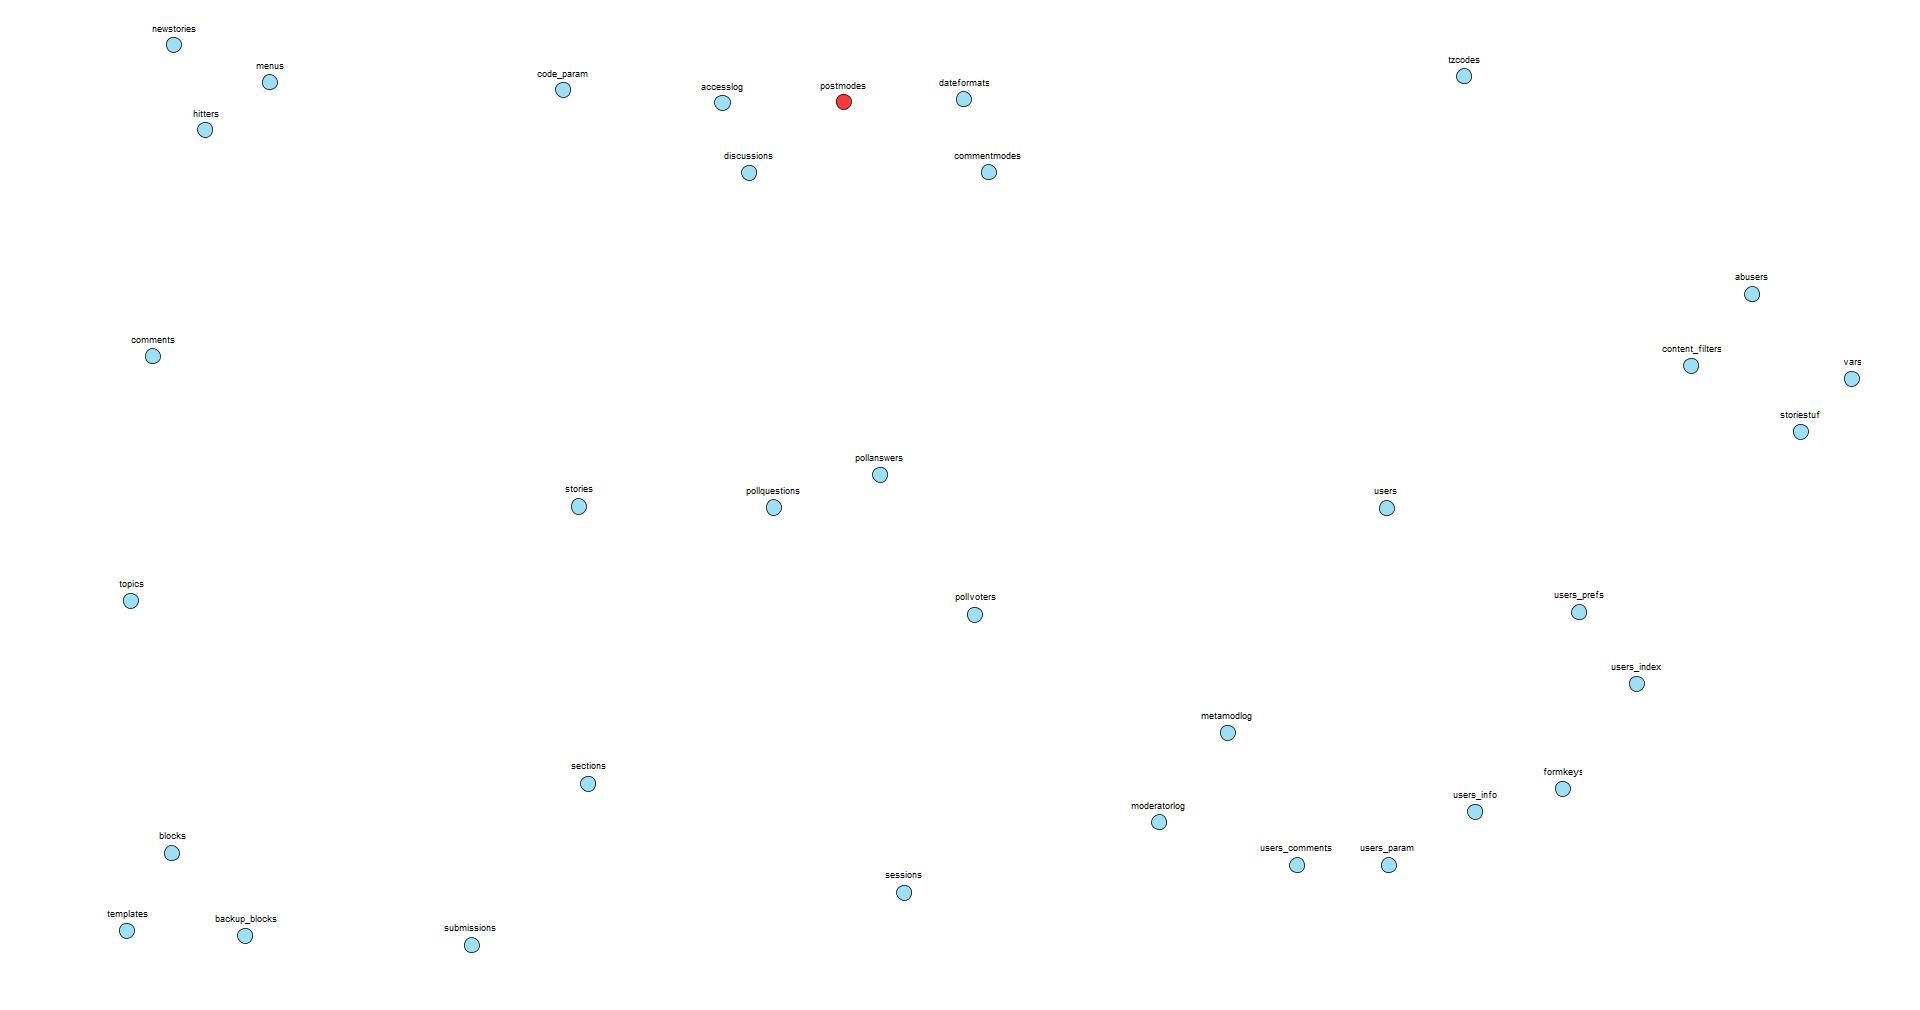 newstories
menus
tzcodes
code_param
dateformats
postmodes
accesslog
hitters
discussions
commentmodes
abusers
comments
content_filters
vars
storiestuf
pollanswers
stories
pollquestions
users
topics
users_prefs
pollvoters
users_index
metamodlog
sections
formkeys
users_info
moderatorlog
blocks
users_comments
users_param
sessions
templates
backup_blocks
submissions